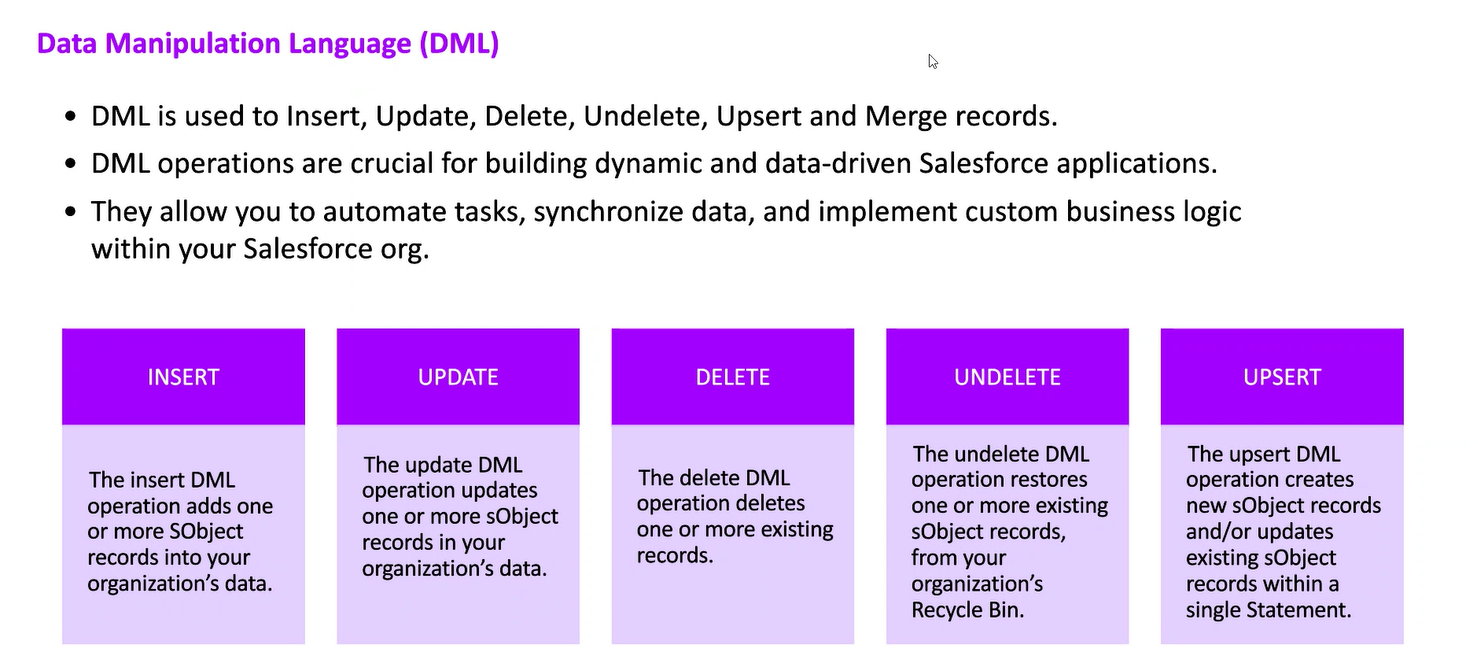 Data Manipulation Language (DML)
• DML is used to Insert, Update, Delete, Undelete, Upsert and Merge records.
• DML operations are crucial for building dynamic and data-driven Salesforce applications.
• They allow you to automate tasks, synchronize data, and implement custom business logic
within your Salesforce org.
INSERT
The insert DML
operation adds one
or more SObject
records into your
organization’s data.
UPDATE
The update DML
operation updates
one or more sObject
records in your
organization’s data.
DELETE
The delete DML
operation deletes
one or more existing
records.
UNDELETE
The undelete DML
operation restores
one or more existing
sObject records,
from your
organization’s
Recycle Bin.
UPSERT
The upsert DML
operation creates
new sObject records
and/or updates
existing sObject
records within a
single Statement.